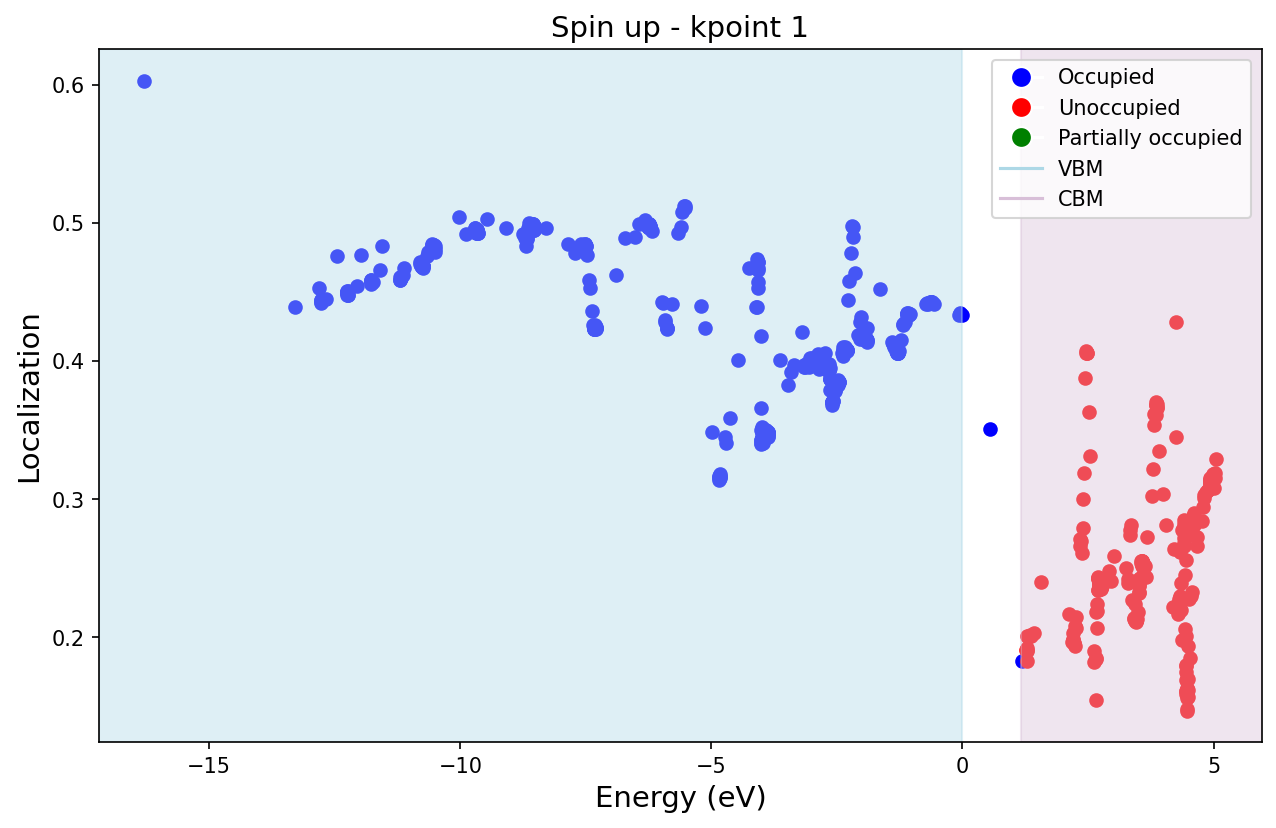 Spin up - kpoint 1
Localization
0.6
0.5
0.4
0.3
0.2
Occupied
Unoccupied
Partially occupied
VBM
CBM
−15
−10
−5
0
5
Energy (eV)